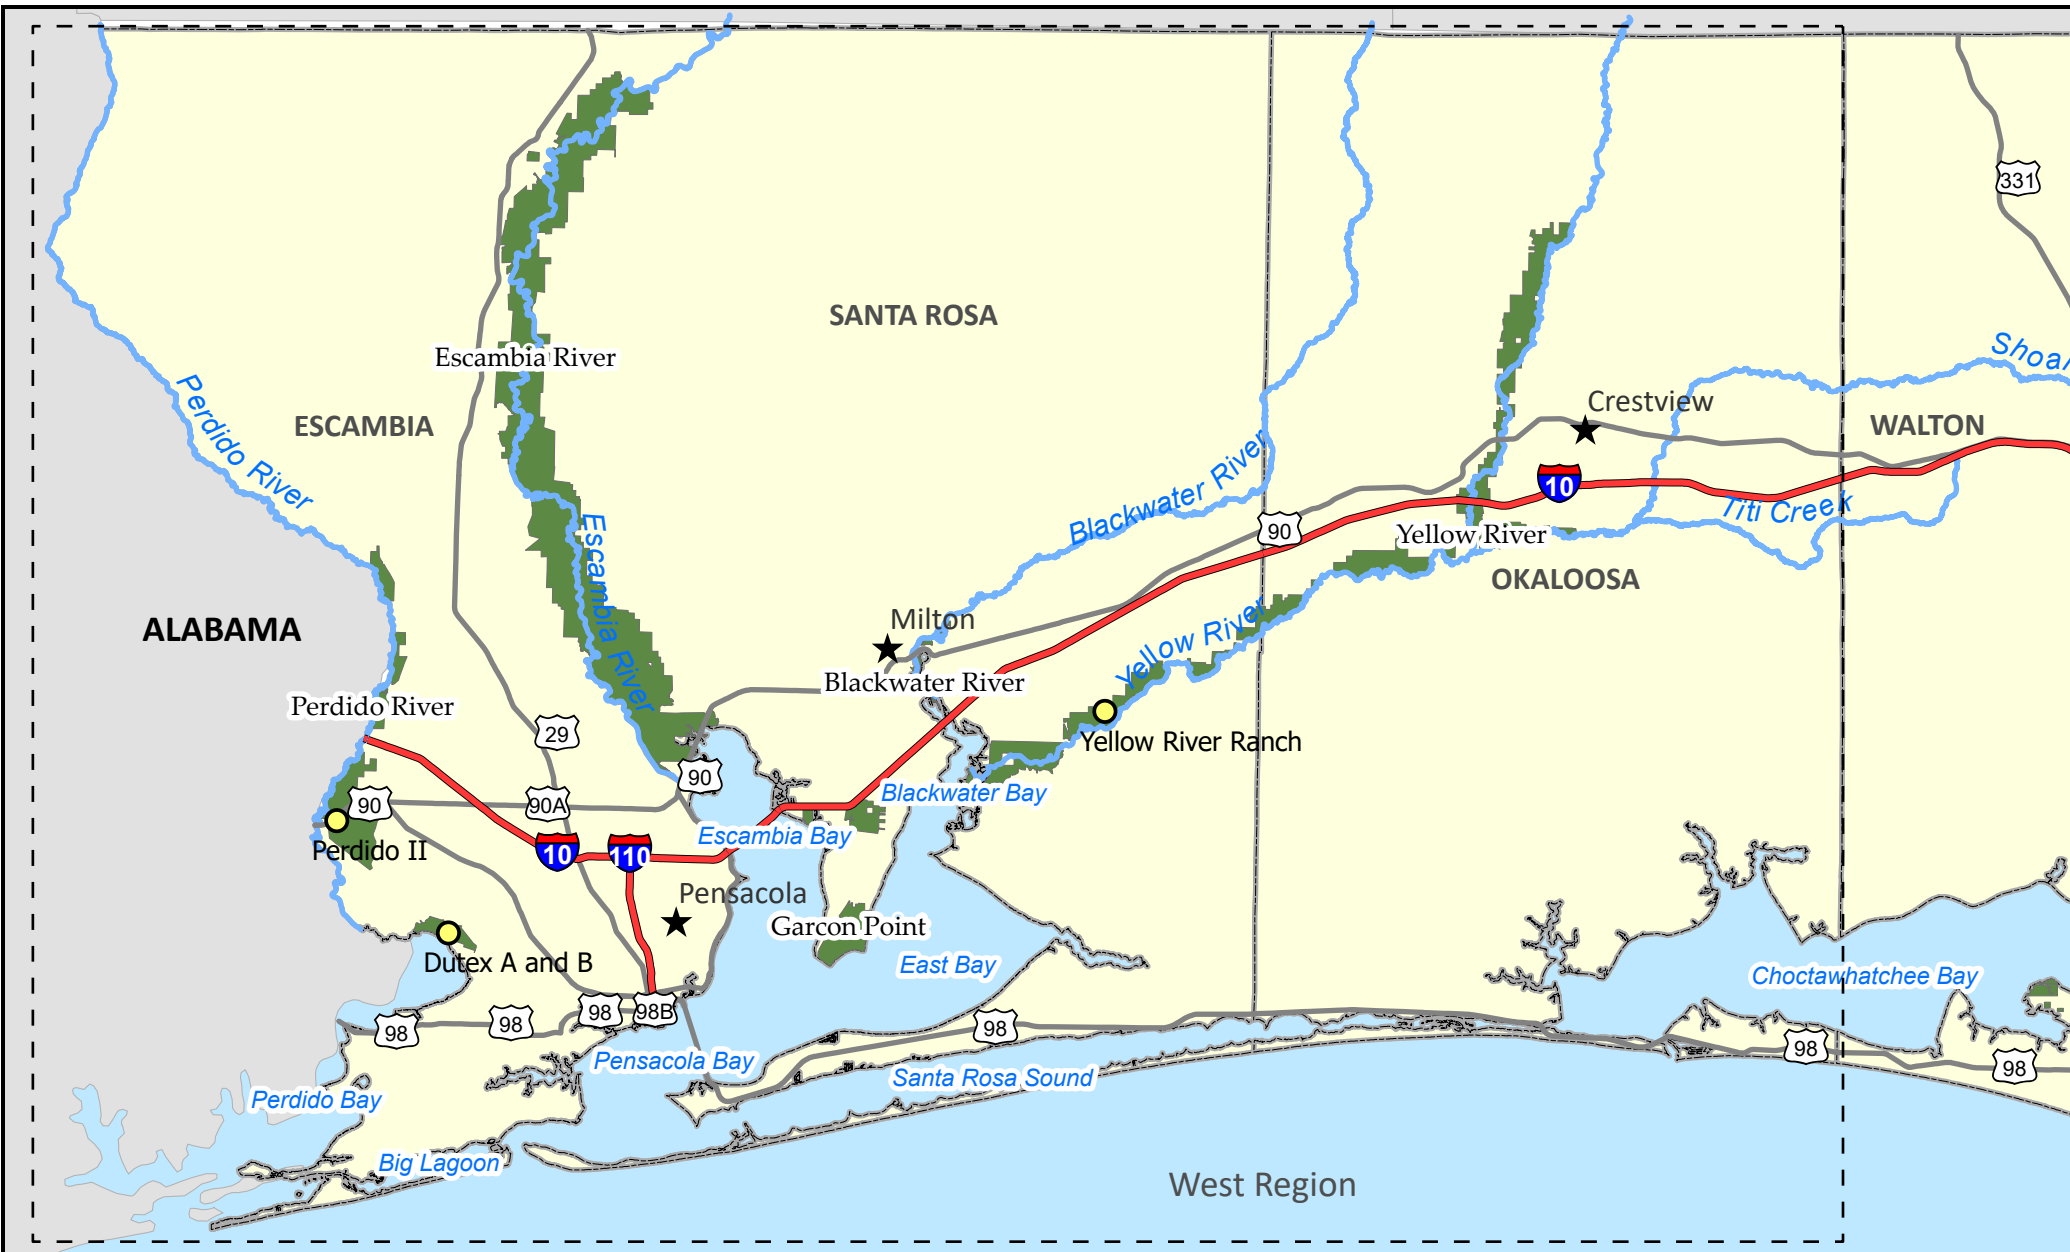 331
SANTA ROSA
Escambia River
Shoal
Perdido River
Crestview
ESCAMBIA
WALTON
Blackwater River
10
Titi Creek
90
Yellow River
Escambia River
OKALOOSA
Milton
ALABAMA
Yellow River
Blackwater River
Perdido River
29
Yellow River Ranch
90
Blackwater Bay
90
90A
Escambia Bay
Perdido II
10
110
Pensacola
Garcon Point
Dutex A and B
East Bay
Choctawhatchee Bay
98
98
98
98B
98
98
98
Pensacola Bay
Santa Rosa Sound
Perdido Bay
Big Lagoon
West Region